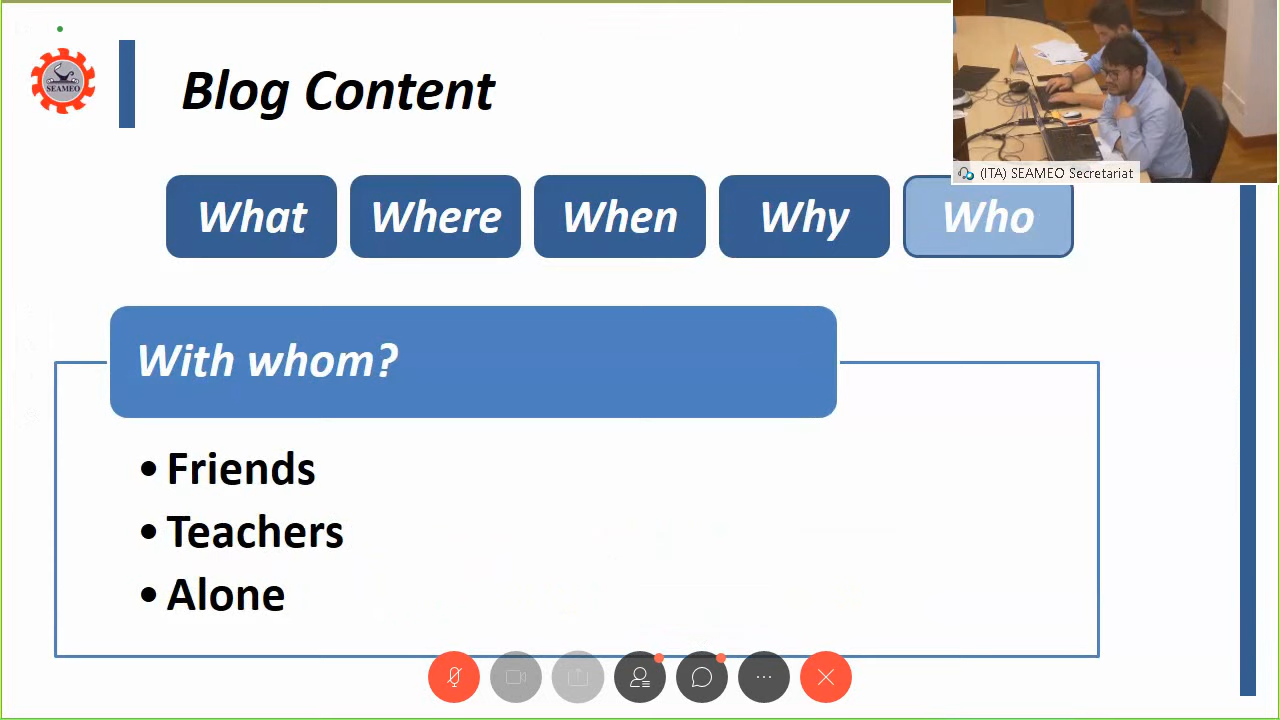 SEAMEO
Blog Content
(ITA) SEAMEO Secretariat
What Where When Why Who
With whom?
• Friends
• Teachers
• Alone